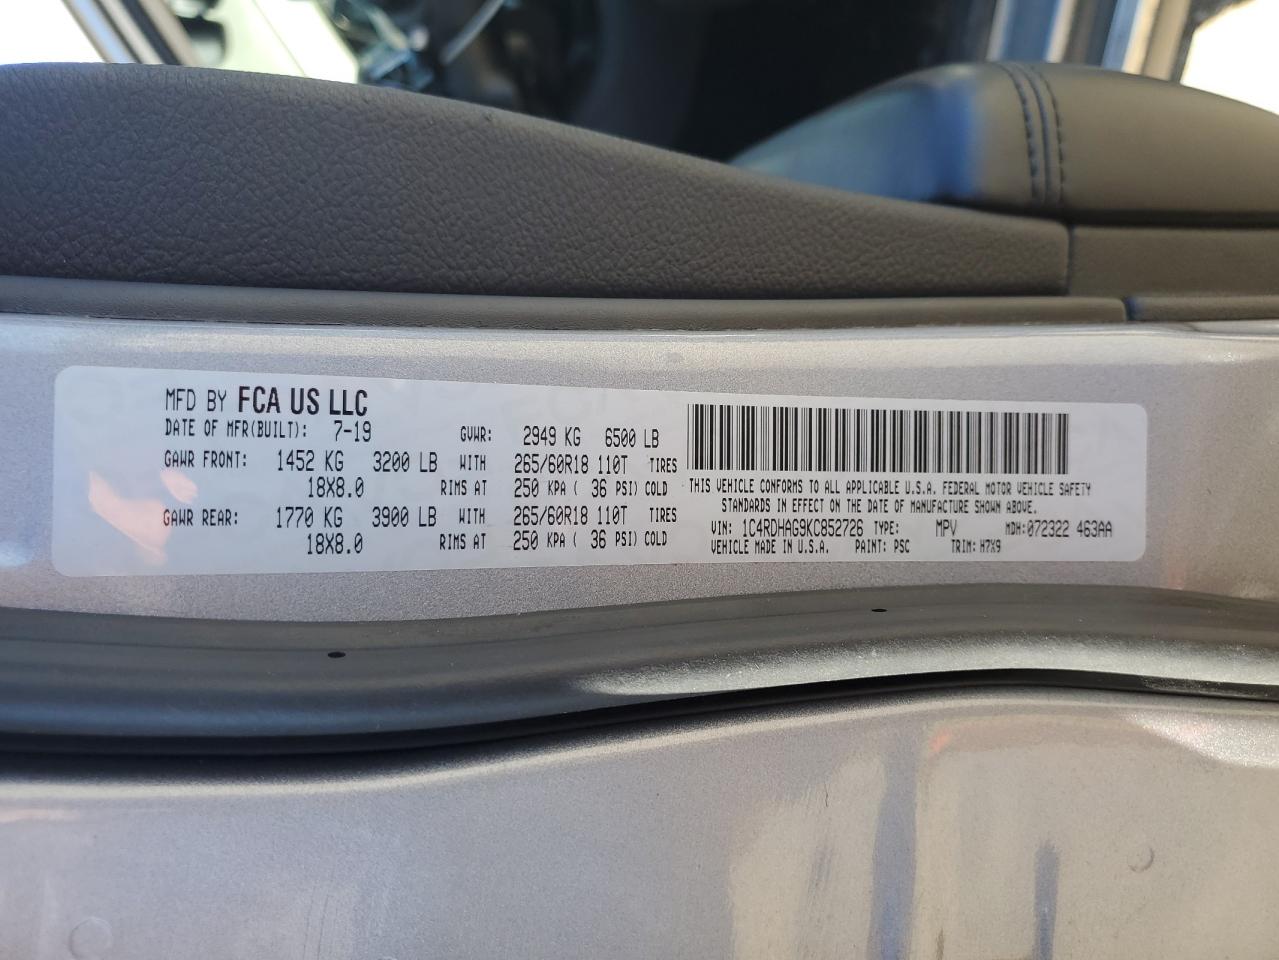 MFD BY FCA US LLC
DATE OF MFR(BUILT): 7-19 GVWR: 2949 KG 6500 LB
GAWR FRONT: 1452 KG 3200 LB WITH 265/60R18 110T TIRES
18X8.0 RIMS AT 250 KPA ( 36 PSI) COLD
GAWR REAR: 1770 KG 3900 LB WITH 265/60R18 110T TIRES
18X8.0 RIMS AT 250 KPA ( 36 PSI) COLD
THIS VEHICLE CONFORMS TO ALL APPLICABLE U.S.A. FEDERAL MOTOR VEHICLE SAFETY
STANDARDS IN EFFECT ON THE DATE OF MANUFACTURE SHOWN ABOVE.
VIN: 1C4RDHAG9KC852726 TYPE: MPV MDH:072322 463AA
VEHICLE MADE IN U.S.A. PAINT: PSC TRIM: H7X9